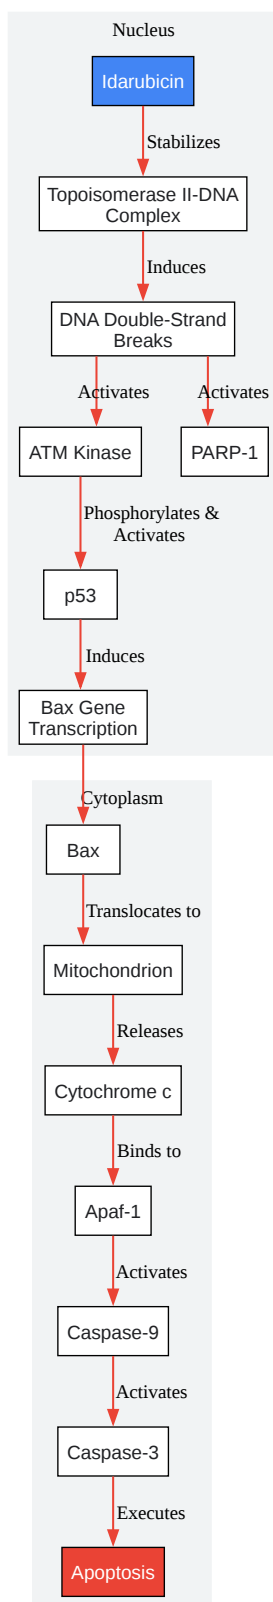 Nucleus
Idarubicin
Stabilizes
Topoisomerase II-DNA
Complex
Induces
DNA Double-Strand
Breaks
Activates
Activates
ATM Kinase
PARP-1
Phosphorylates &
Activates
p53
Induces
Bax Gene
Transcription
Cytoplasm
Bax
Translocates to
Mitochondrion
Releases
Cytochrome c
Binds to
Apaf-1
Activates
Caspase-9
Activates
Caspase-3
Executes
Apoptosis